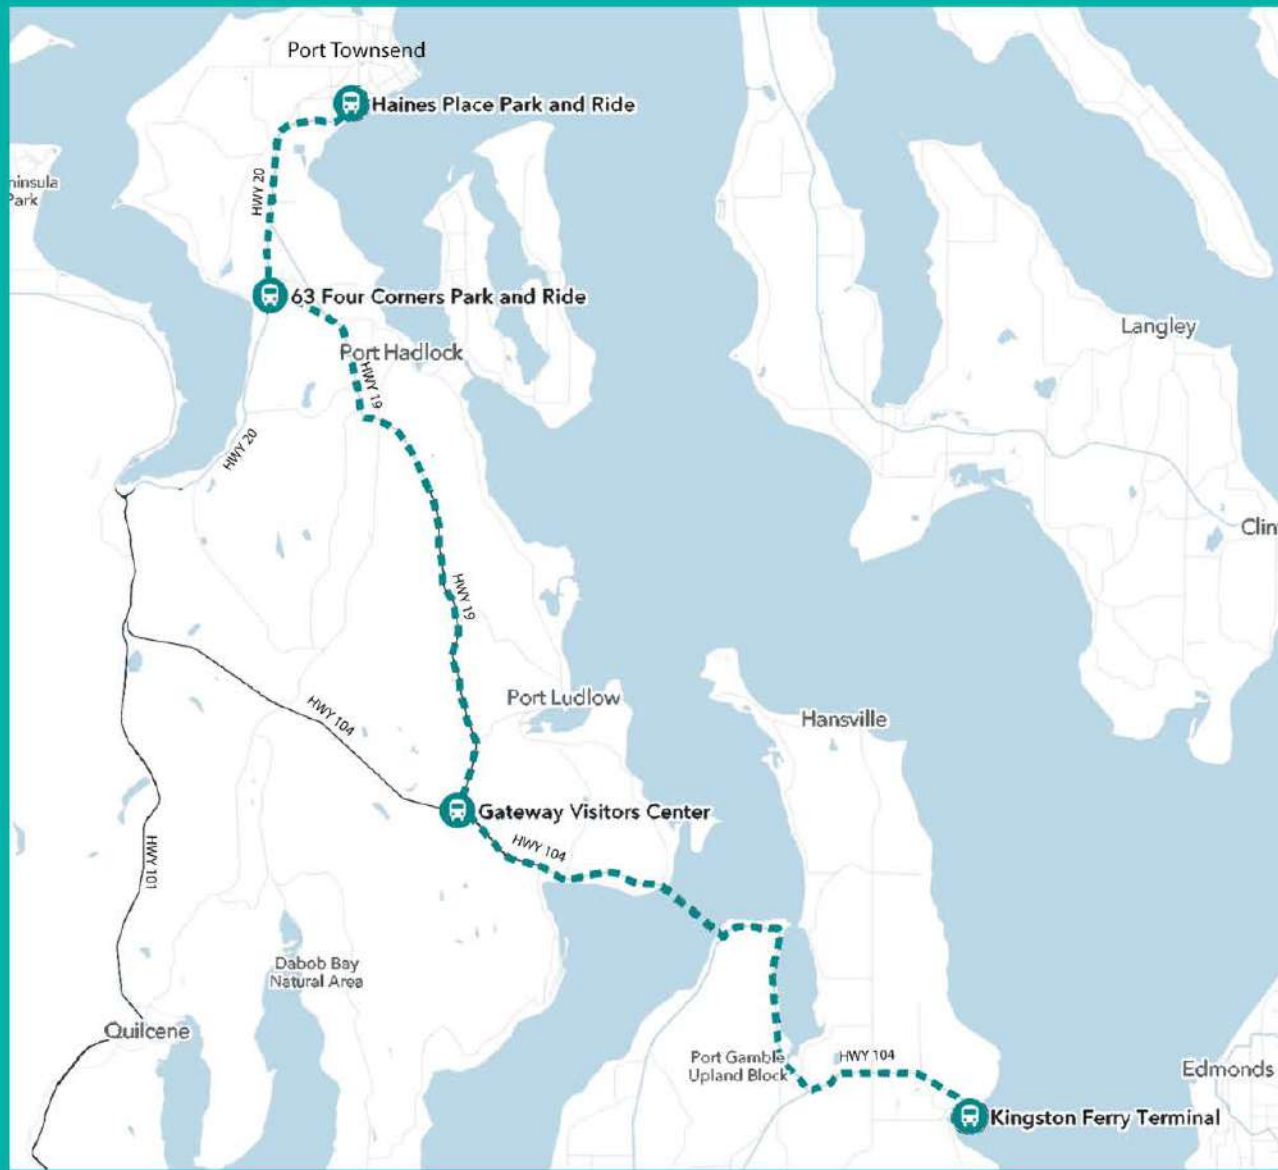 Port Townsend
Haines Place Park and Ride
ninsula
Park
HWY 20
63 Four Corners Park and Ride
Langley
Port Hadlock
HWY 19
HWY 20
Clin
HWY 19
Port Ludlow
HWY 104
Hansville
Gateway Visitors Center
HWY 104
HWY 101
Dabob Bay
Natural Area
Quilcene
Port Gamble
Upland Block
HWY 104
Edmonds
Kingston Ferry Terminal